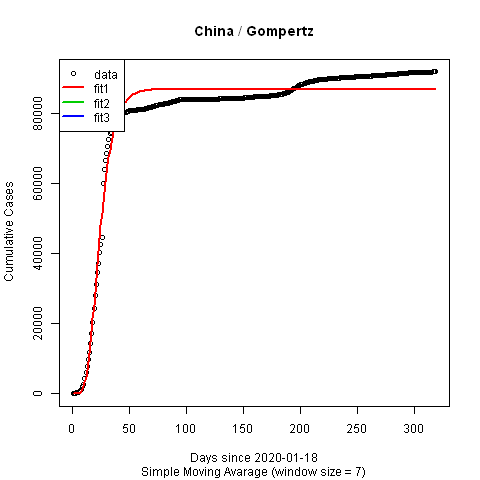 China / Gompertz
data
fit1
fit2
fit3
Cumulative Cases
0
20000
40000
60000
80000
0 50 100 150 200 250 300
Days since 2020-01-18
Simple Moving Avarage (window size = 7)